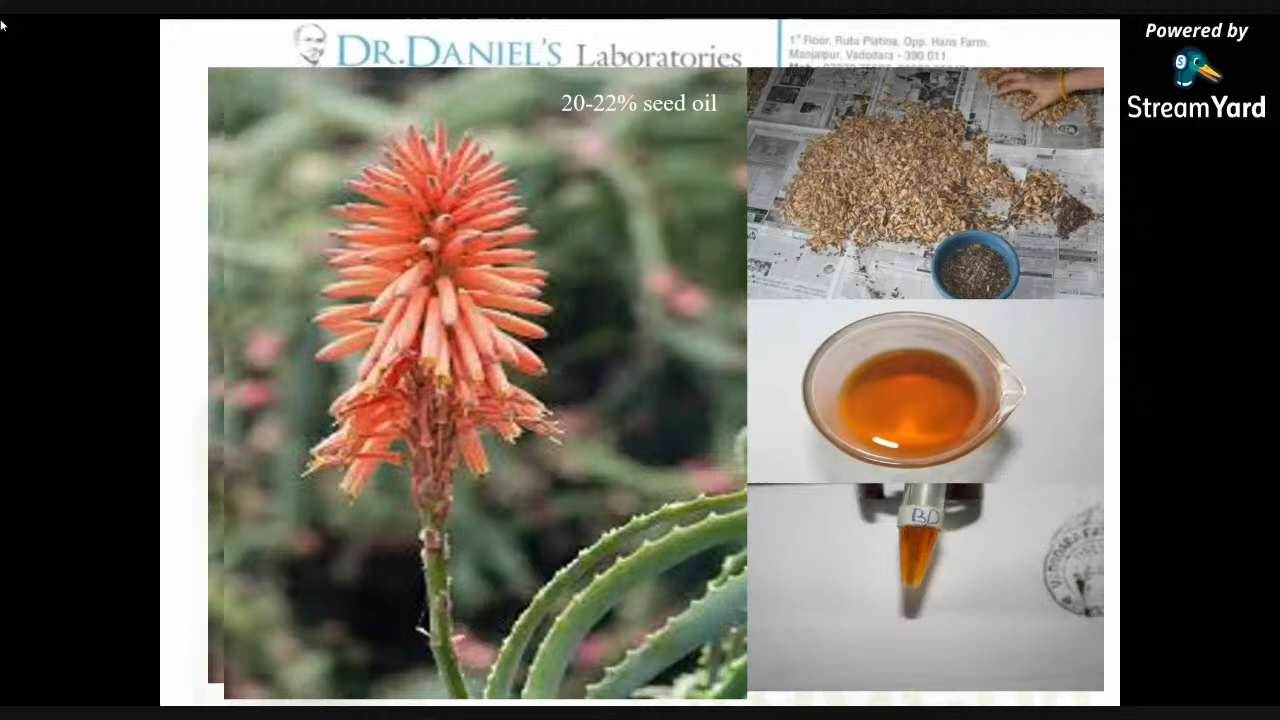 DR.DANIEL'S Laboratories
1st Floor, Rutu Platina, Opp. Hans Farm,
Manjalpur, Vadodara - 390 011.
Powered by
StreamYard
20-22% seed oil
BD